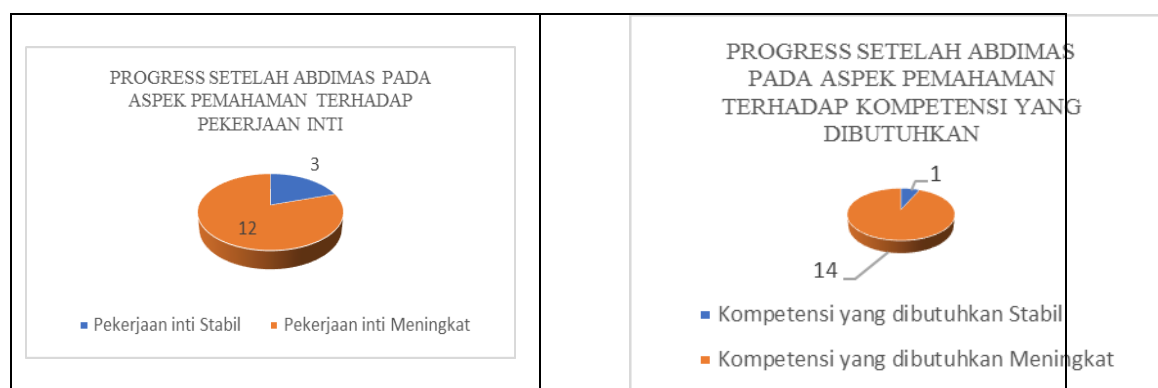 PROGRESS SETELAH ABDIMAS PADA
ASPEK PEMAHAMAN TERHADAP
PEKERJAAN INTI
3
12
Pekerjaan inti Stabil
Pekerjaan inti Meningkat
PROGRESS SETELAH ABDIMAS
PADA ASPEK PEMAHAMAN
TERHADAP KOMPETENSI YANG
DIBUTUHKAN
1
14
Kompetensi yang dibutuhkan Stabil
Kompetensi yang dibutuhkan Meningkat